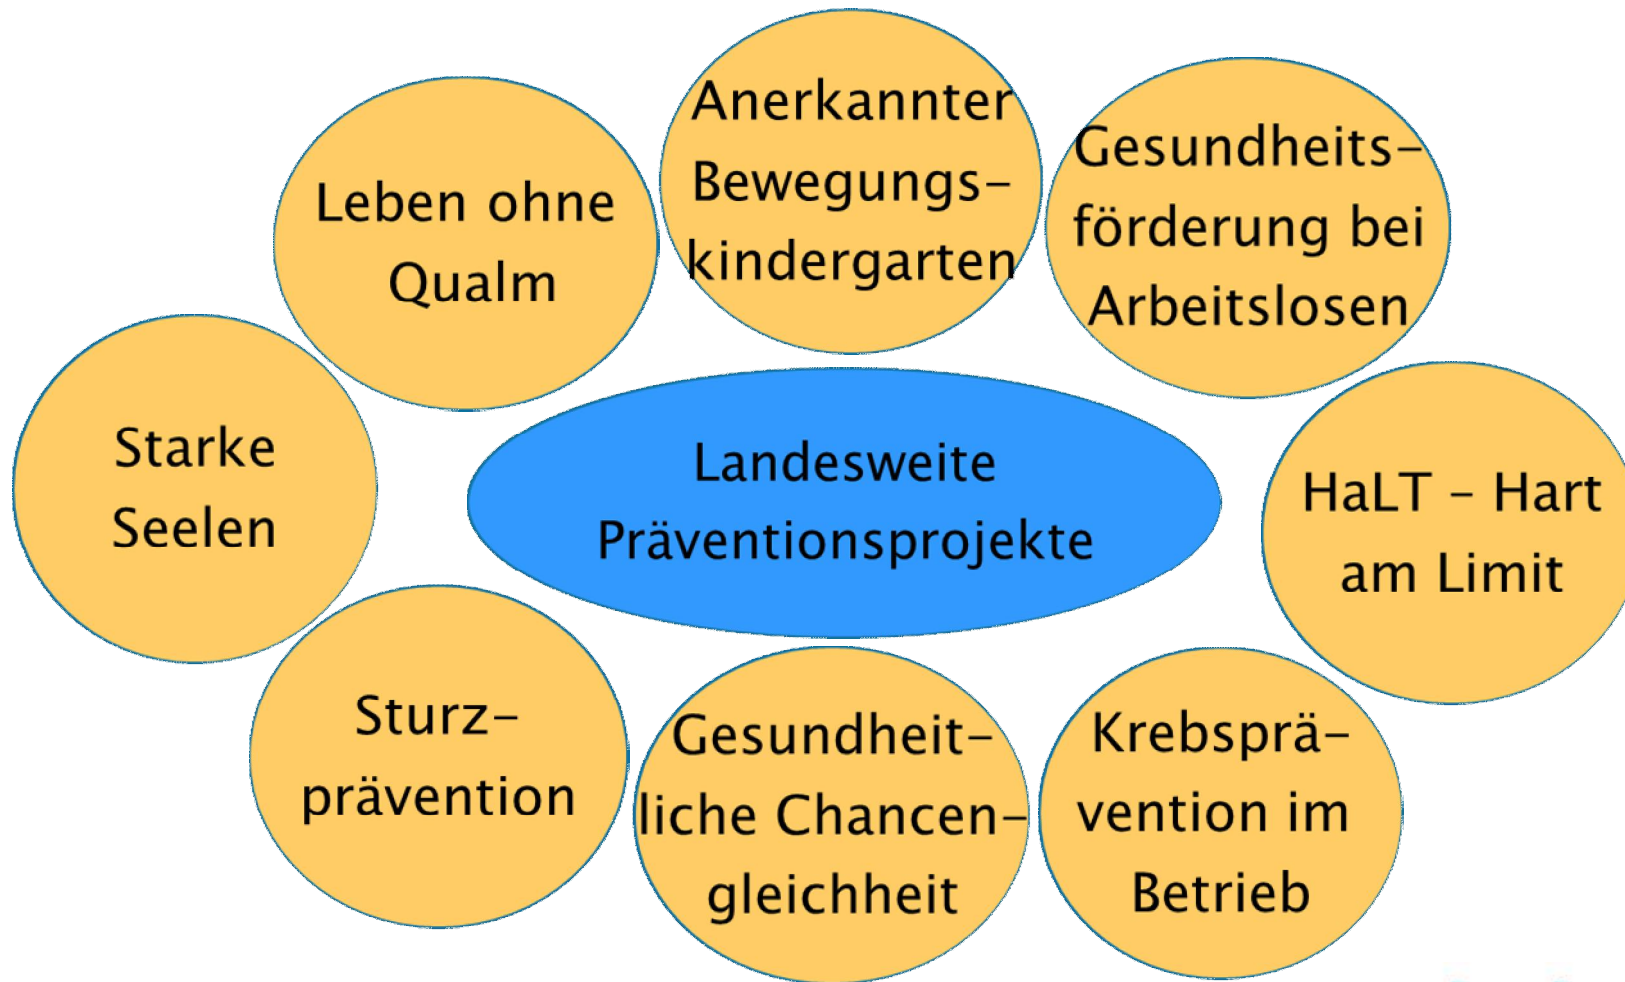 Anerkannter
Bewegungs-
kindergarten
Gesundheits-
förderung bei
Arbeitslosen
Leben ohne
Qualm
Starke
Seelen
Landesweite
Präventionsprojekte
HaLT - Hart
am Limit
Sturz-
prävention
Gesundheit-
liche Chancen-
gleichheit
Krebsprä-
vention im
Betrieb